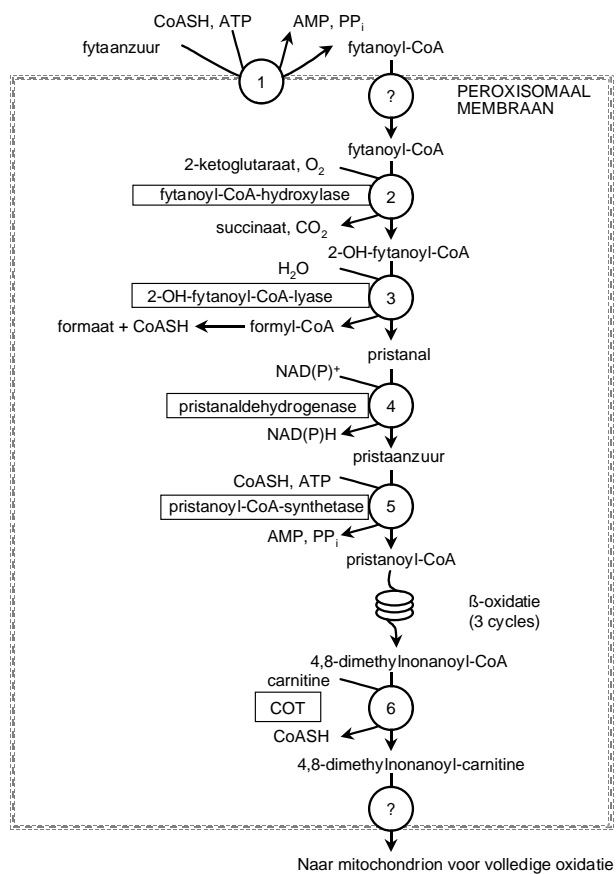 CoASH, ATP
AMP, PPi
fytaanzuur
fytanoyl-CoA
1
?
PEROXISOMAAL
MEMBRAAN
fytanoyl-CoA
2-ketoglutaraat, O2
fytanoyl-CoA-hydroxylase
2
succinaat, CO2
2-OH-fytanoyl-CoA
H2O
2-OH-fytanoyl-CoA-lyase
3
formaat + CoASH
formyl-CoA
pristanal
NAD(P)+
pristanaldehydrogenase
4
NAD(P)H
pristaanzuur
CoASH, ATP
pristanoyl-CoA-synthetase
5
AMP, PPi
pristanoyl-CoA
ß-oxidatie
(3 cycles)
4,8-dimethylnonanoyl-CoA
carnitine
COT
6
CoASH
4,8-dimethylnonanoyl-carnitine
?
Naar mitochondrion voor volledige oxidatie